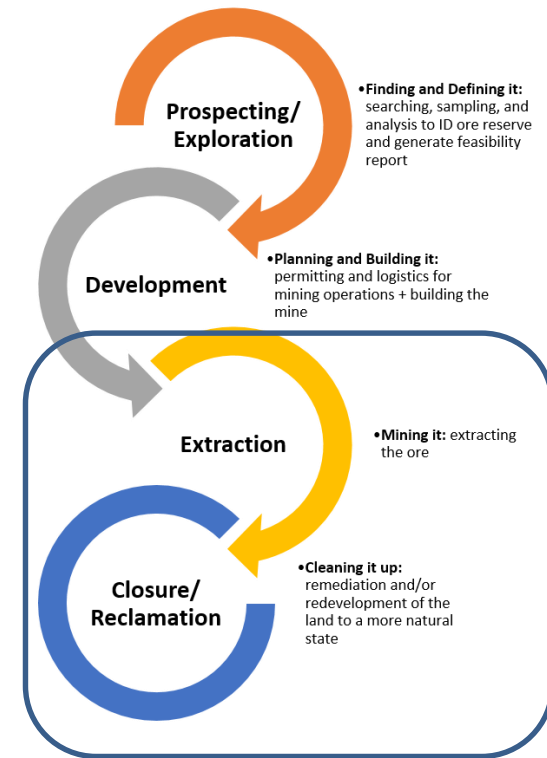 Prospecting/
Exploration
•Finding and Defining it:
searching, sampling, and
analysis to ID ore reserve
and generate feasibility
report
Development
•Planning and Building it:
permitting and logistics for
mining operations + building the
mine
Extraction
•Mining it: extracting
the ore
Closure/
Reclamation
•Cleaning it up:
remediation and/or
redevelopment of the
land to a more natural
state